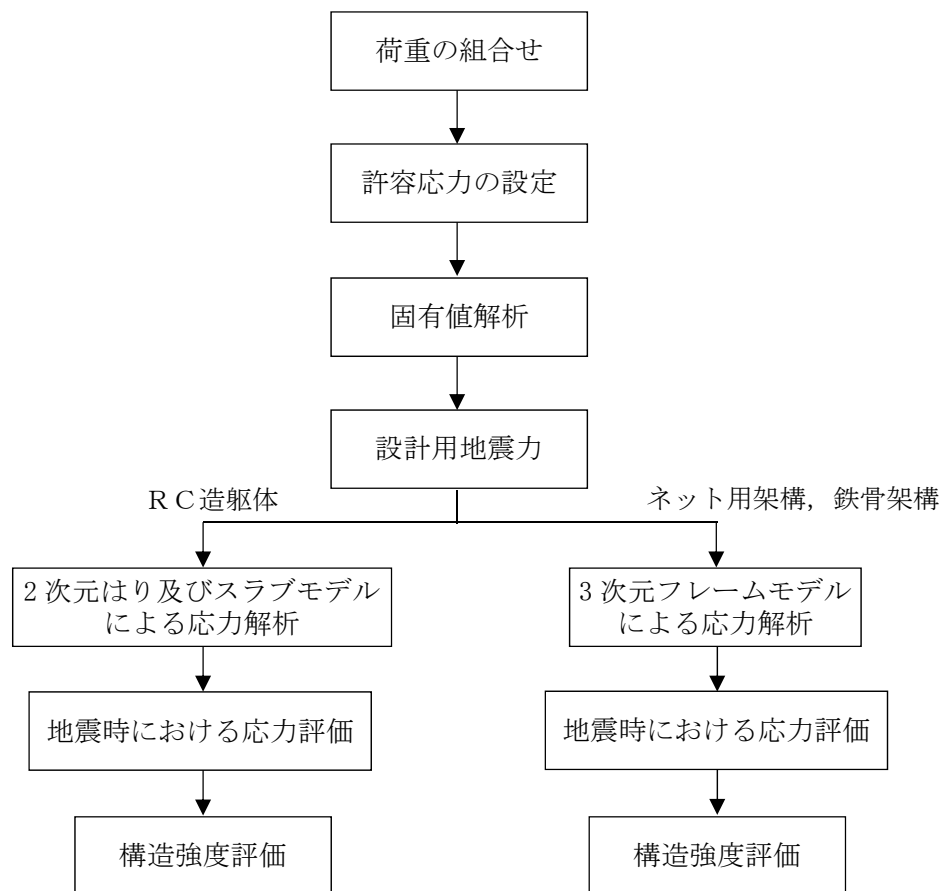 荷重の組合せ
許容応力の設定
固有値解析
設計用地震力
ＲＣ造躯体
ネット用架構，鉄骨架構
２次元はり及びスラブモデル
による応力解析
３次元フレームモデル
による応力解析
地震時における応力評価
地震時における応力評価
構造強度評価
構造強度評価